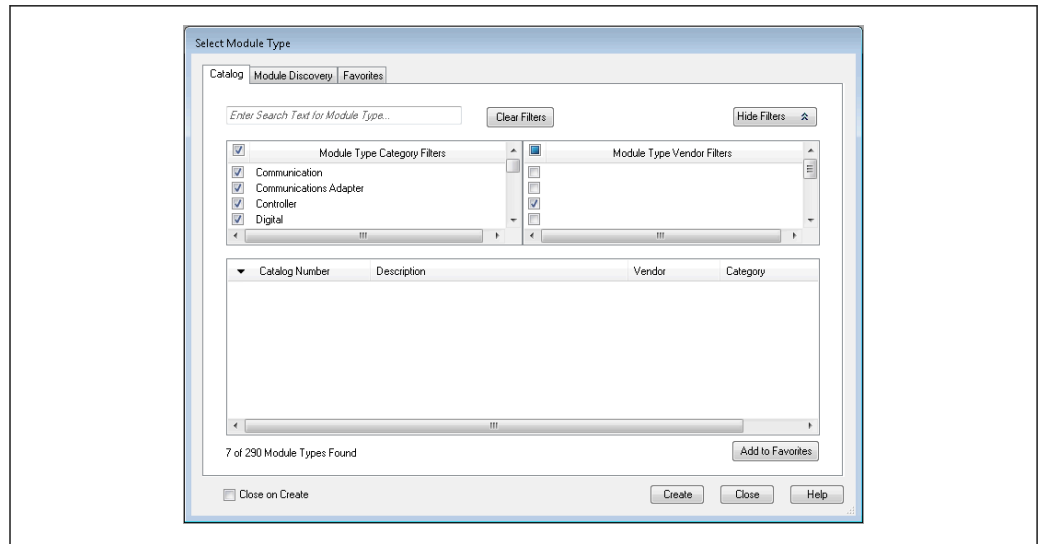 Select Module Type
Catalog Module Discovery Favorites
Enter Search Text for Module Type... Clear Filters Hide Filters
Module Type Category Filters Module Type Vendor Filters
Communication
Communications Adapter
Controller
Digital
Catalog Number Description Vendor Category
7 of 290 Module Types Found Add to Favorites
Close on Create Create Close Help